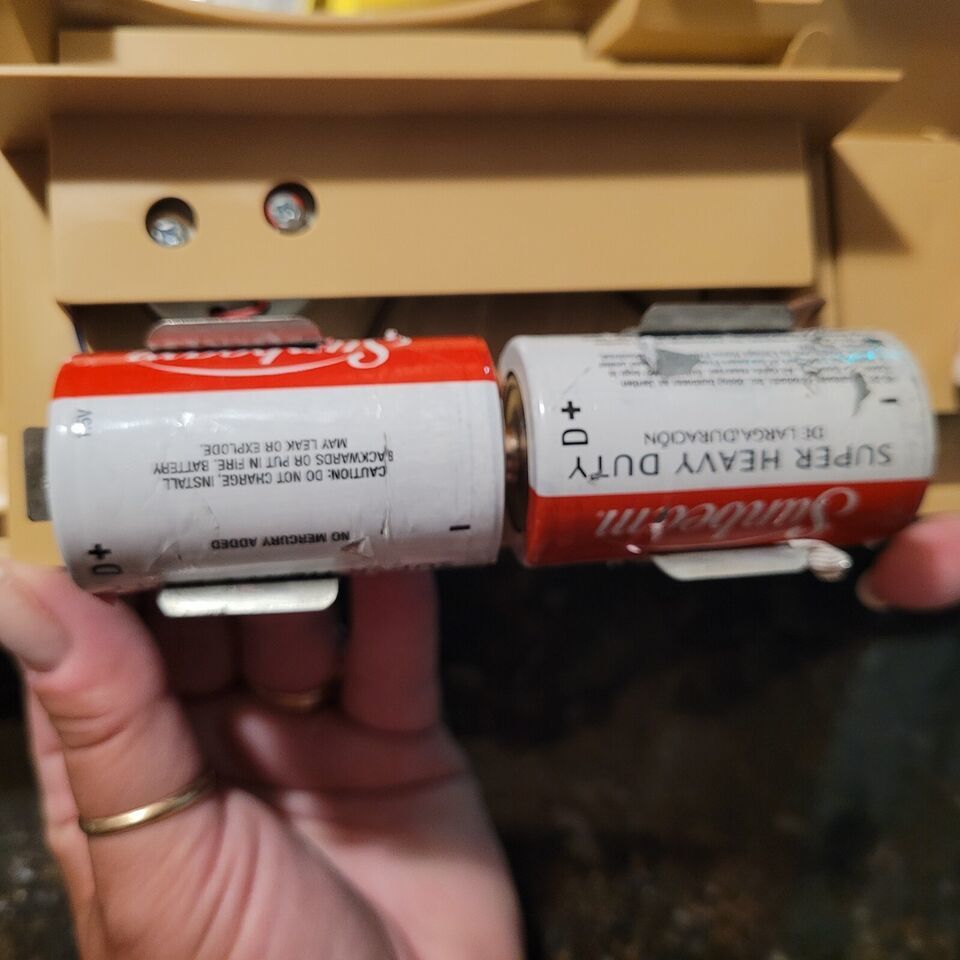 Sunbeam
1.5V
NO MERCURY ADDED
CAUTION: DO NOT CHARGE, INSTALL
BACKWARDS OR PUT IN FIRE. BATTERY
MAY LEAK OR EXPLODE.
D+
−
Sunbeam
SUPER HEAVY DUTY
DE LARGA DURACIÓN
D+
−